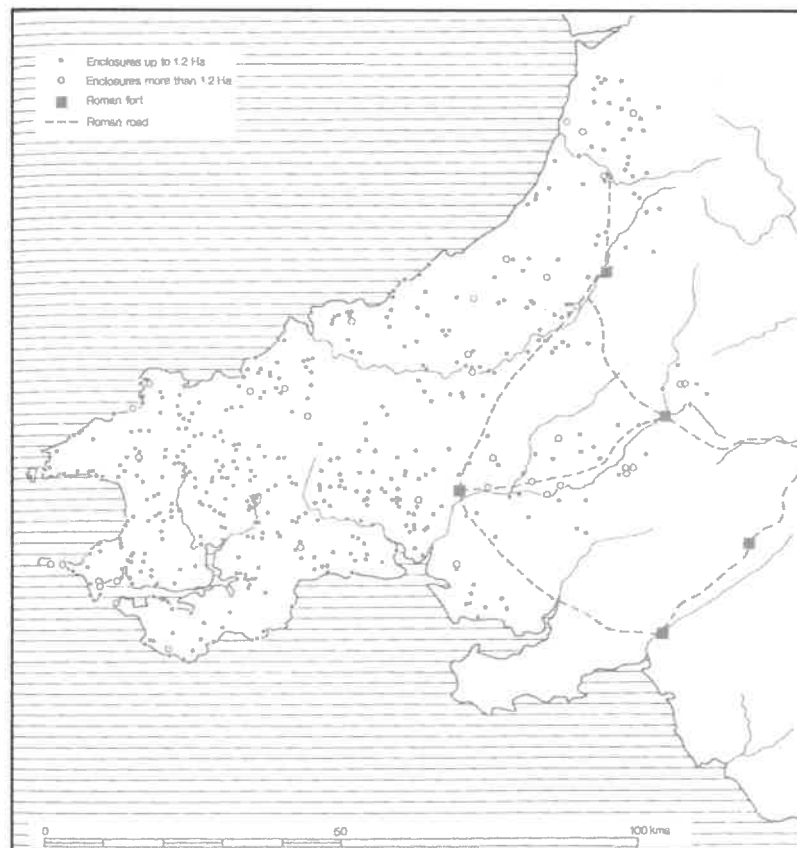 Enclosures up to 1.2 Ha
Enclosures more than 1.2 Ha
Roman fort
Roman road
0 50 100 kms